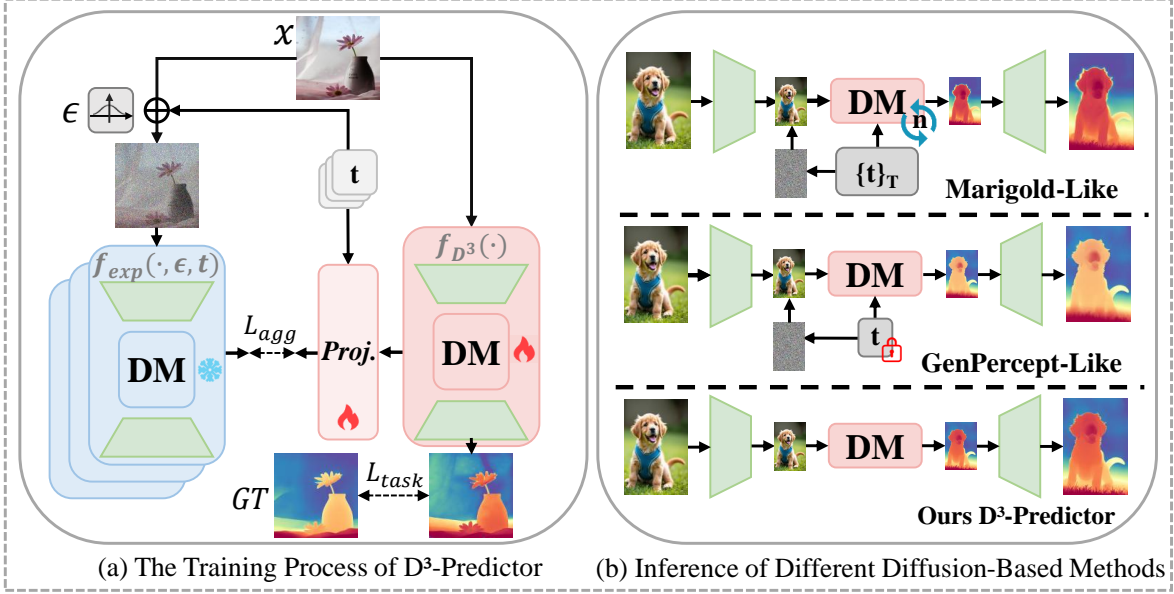 x
ϵ
t
f_exp(·, ϵ, t)
f_D³(·)
L_agg
Proj.
DM
DM
GT
L_task
(a) The Training Process of D³-Predictor
DM
n
{t}_T
Marigold-Like
DM
t
GenPercept-Like
DM
Ours D³-Predictor
(b) Inference of Different Diffusion-Based Methods